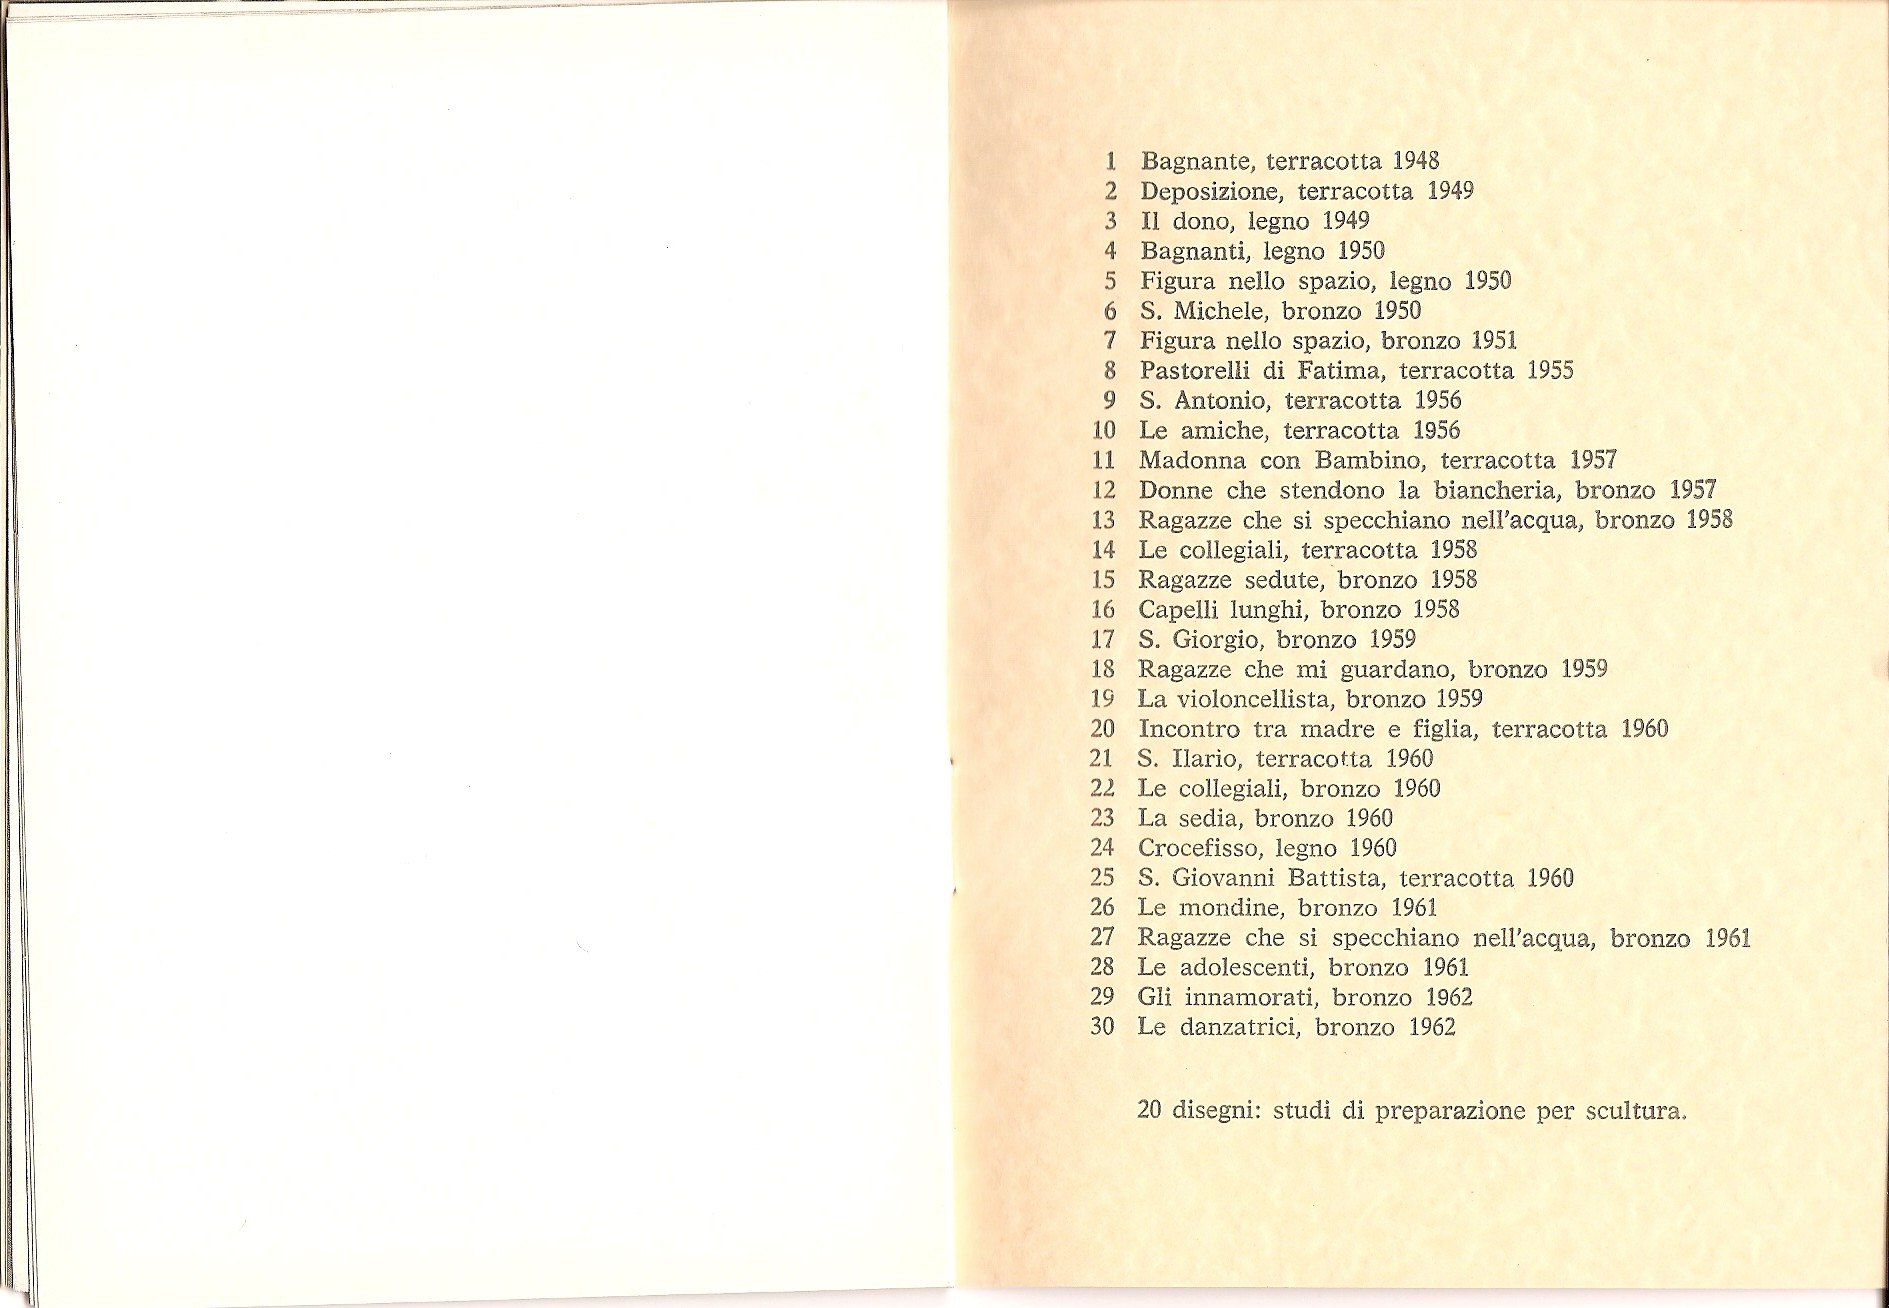 1 Bagnante, terracotta 1948
2 Deposizione, terracotta 1949
3 Il dono, legno 1949
4 Bagnanti, legno 1950
5 Figura nello spazio, legno 1950
6 S. Michele, bronzo 1950
7 Figura nello spazio, bronzo 1951
8 Pastorelli di Fatima, terracotta 1955
9 S. Antonio, terracotta 1956
10 Le amiche, terracotta 1956
11 Madonna con Bambino, terracotta 1957
12 Donne che stendono la biancheria, bronzo 1957
13 Ragazze che si specchiano nell'acqua, bronzo 1958
14 Le collegiali, terracotta 1958
15 Ragazze sedute, bronzo 1958
16 Capelli lunghi, bronzo 1958
17 S. Giorgio, bronzo 1959
18 Ragazze che mi guardano, bronzo 1959
19 La violoncellista, bronzo 1959
20 Incontro tra madre e figlia, terracotta 1960
21 S. Ilario, terracotta 1960
22 Le collegiali, bronzo 1960
23 La sedia, bronzo 1960
24 Crocefisso, legno 1960
25 S. Giovanni Battista, terracotta 1960
26 Le mondine, bronzo 1961
27 Ragazze che si specchiano nell'acqua, bronzo 1961
28 Le adolescenti, bronzo 1961
29 Gli innamorati, bronzo 1962
30 Le danzatrici, bronzo 1962
20 disegni: studi di preparazione per scultura.